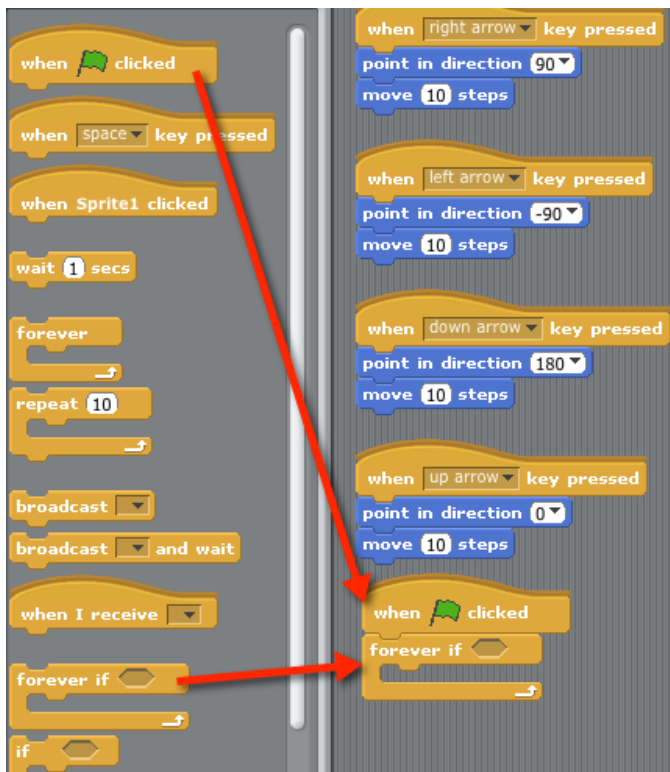 when clicked
when space key pressed
when Sprite1 clicked
wait 1 secs
forever
repeat 10
broadcast
broadcast and wait
when I receive
forever if
if
when right arrow key pressed
point in direction 90
move 10 steps
when left arrow key pressed
point in direction -90
move 10 steps
when down arrow key pressed
point in direction 180
move 10 steps
when up arrow key pressed
point in direction 0
move 10 steps
when clicked
forever if